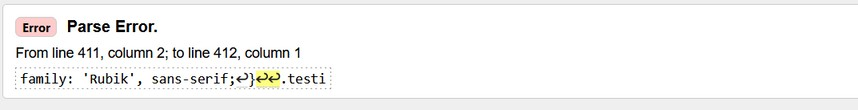 Error Parse Error.
From line 411, column 2; to line 412, column 1
family: 'Rubik', sans-serif;↩}↩↩.testi